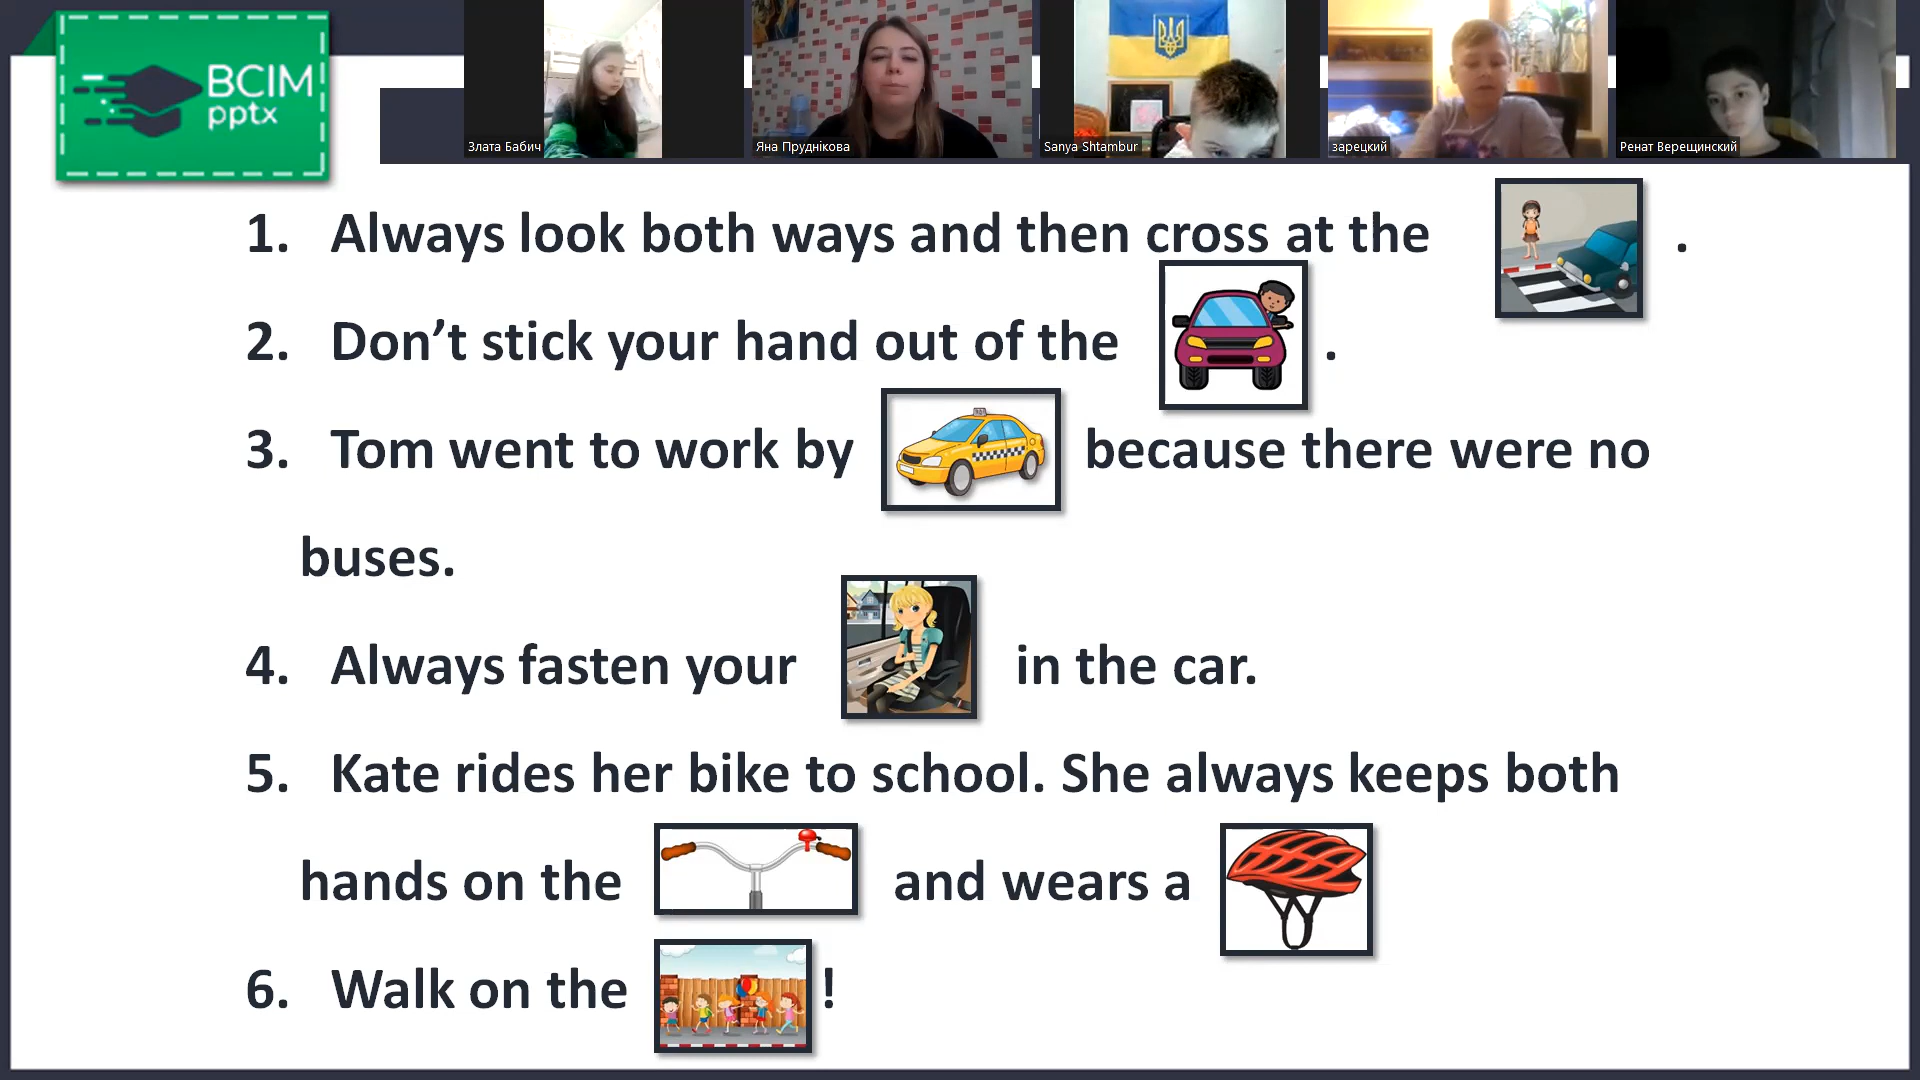 BCIM
pptx
Злата Бабич
Яна Пруднікова
Sanya Shtambur
зарецкий
Ренат Верещинский
1. Always look both ways and then cross at the .
2. Don’t stick your hand out of the .
3. Tom went to work by because there were no
buses.
4. Always fasten your in the car.
5. Kate rides her bike to school. She always keeps both
hands on the and wears a
6. Walk on the !